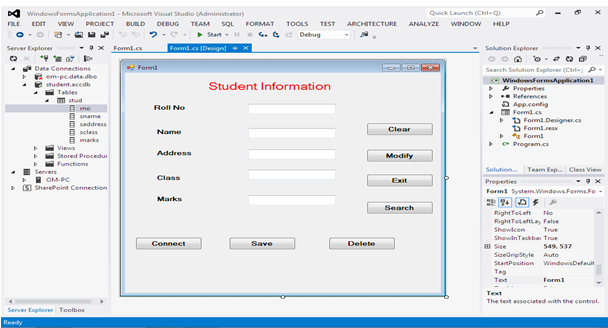 WindowsFormsApplication1 - Microsoft Visual Studio (Administrator)
Quick Launch (Ctrl+Q)
FILE EDIT VIEW PROJECT BUILD DEBUG TEAM SQL FORMAT TOOLS TEST ARCHITECTURE ANALYZE WINDOW HELP
Start
Debug
Server Explorer
Data Connections
om-pc.data.dbo
student.accdb
Tables
stud
rno
sname
saddress
sclass
marks
Views
Stored Procedu
Functions
Servers
OM-PC
SharePoint Connection
Server Explorer Toolbox
Form1.cs
Form1.cs [Design]
Form1
Student Information
Roll No
Name
Address
Class
Marks
Clear
Modify
Exit
Search
Connect Save Delete
Solution Explorer
Search Solution Explorer (Ctrl+;)
WindowsFormsApplication1
Properties
References
App.config
Form1.cs
Form1.Designer.cs
Form1.resx
Form1
Program.cs
Solution... Team Exp... Class View
Properties
Form1 System.Windows.Forms.Fo
RightToLeft No
RightToLeftLay False
ShowIcon True
ShowInTaskbar True
Size 549, 537
SizeGripStyle Auto
StartPosition WindowsDefault
Tag
Text Form1
Text
The text associated with the control.
Ready